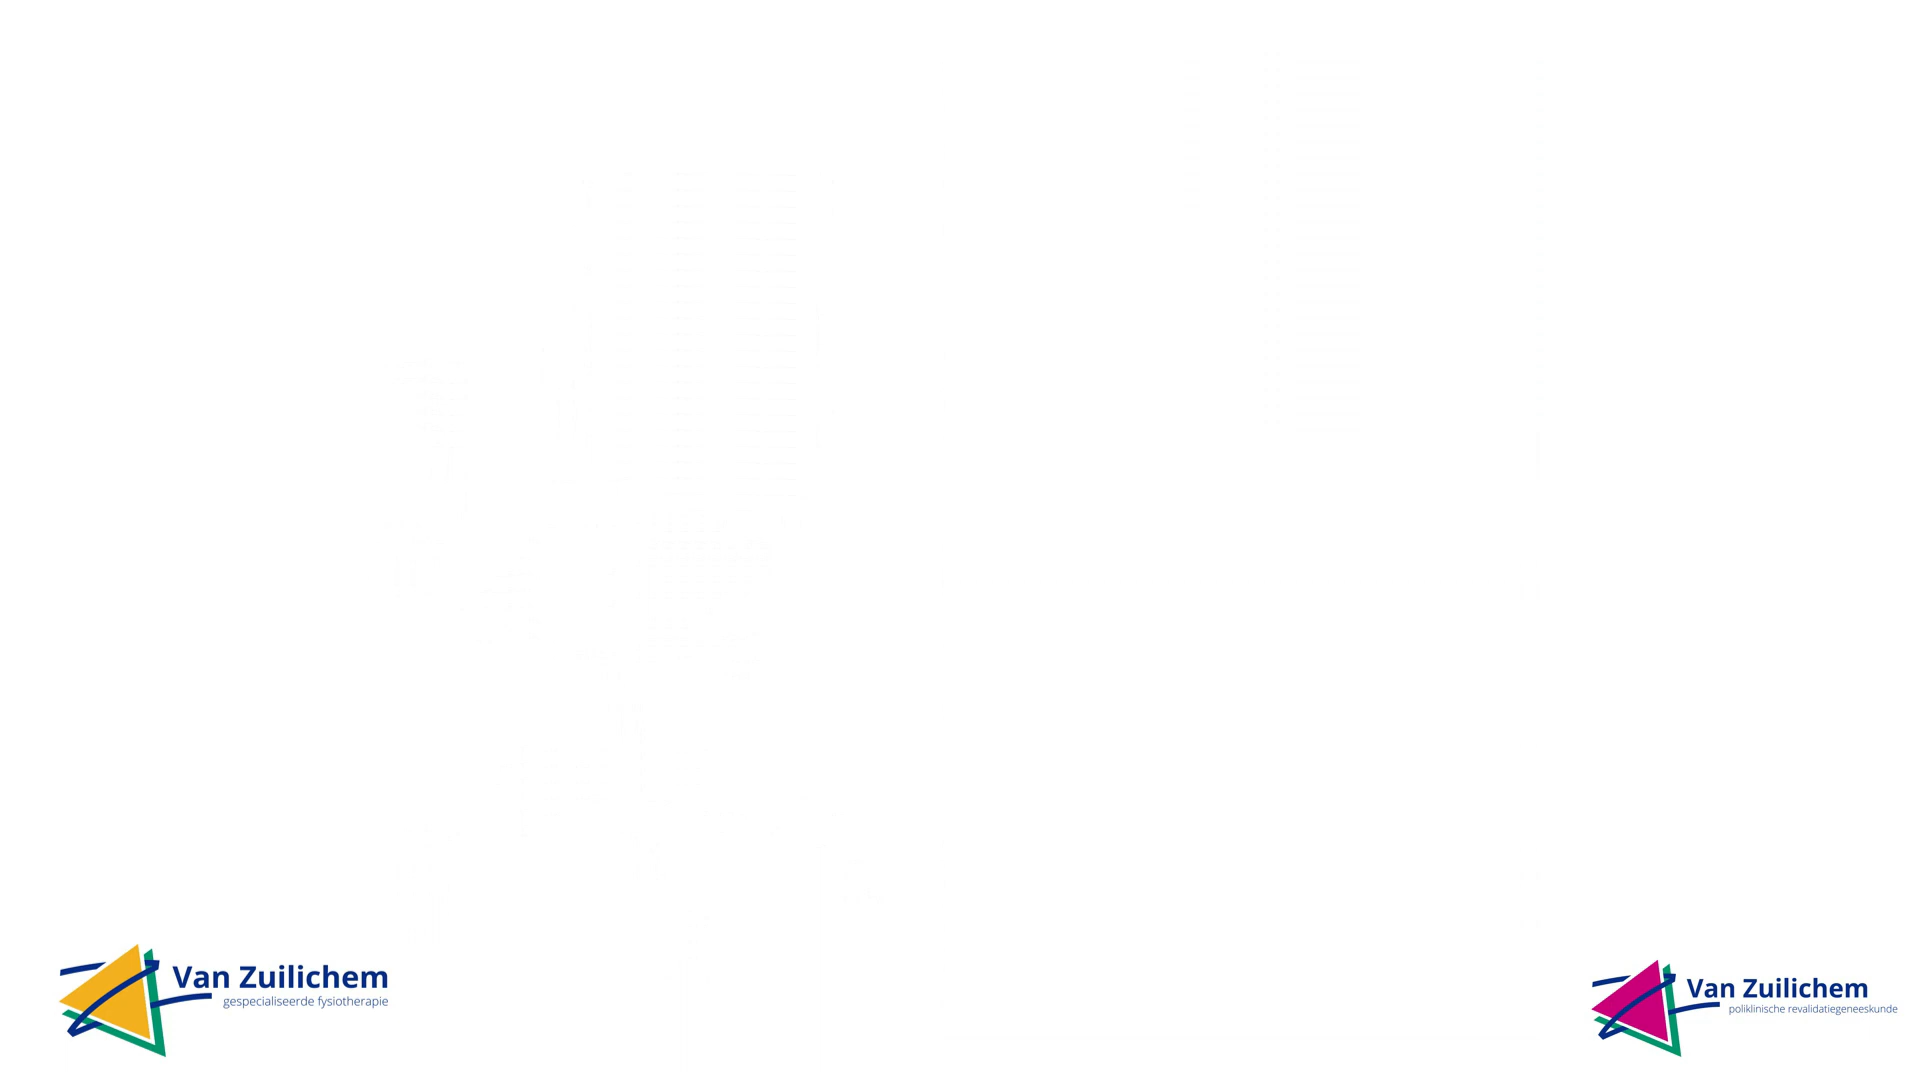 Van Zuilichem
gespecialiseerde fysiotherapie
Van Zuilichem
poliklinische revalidatiegeneeskunde